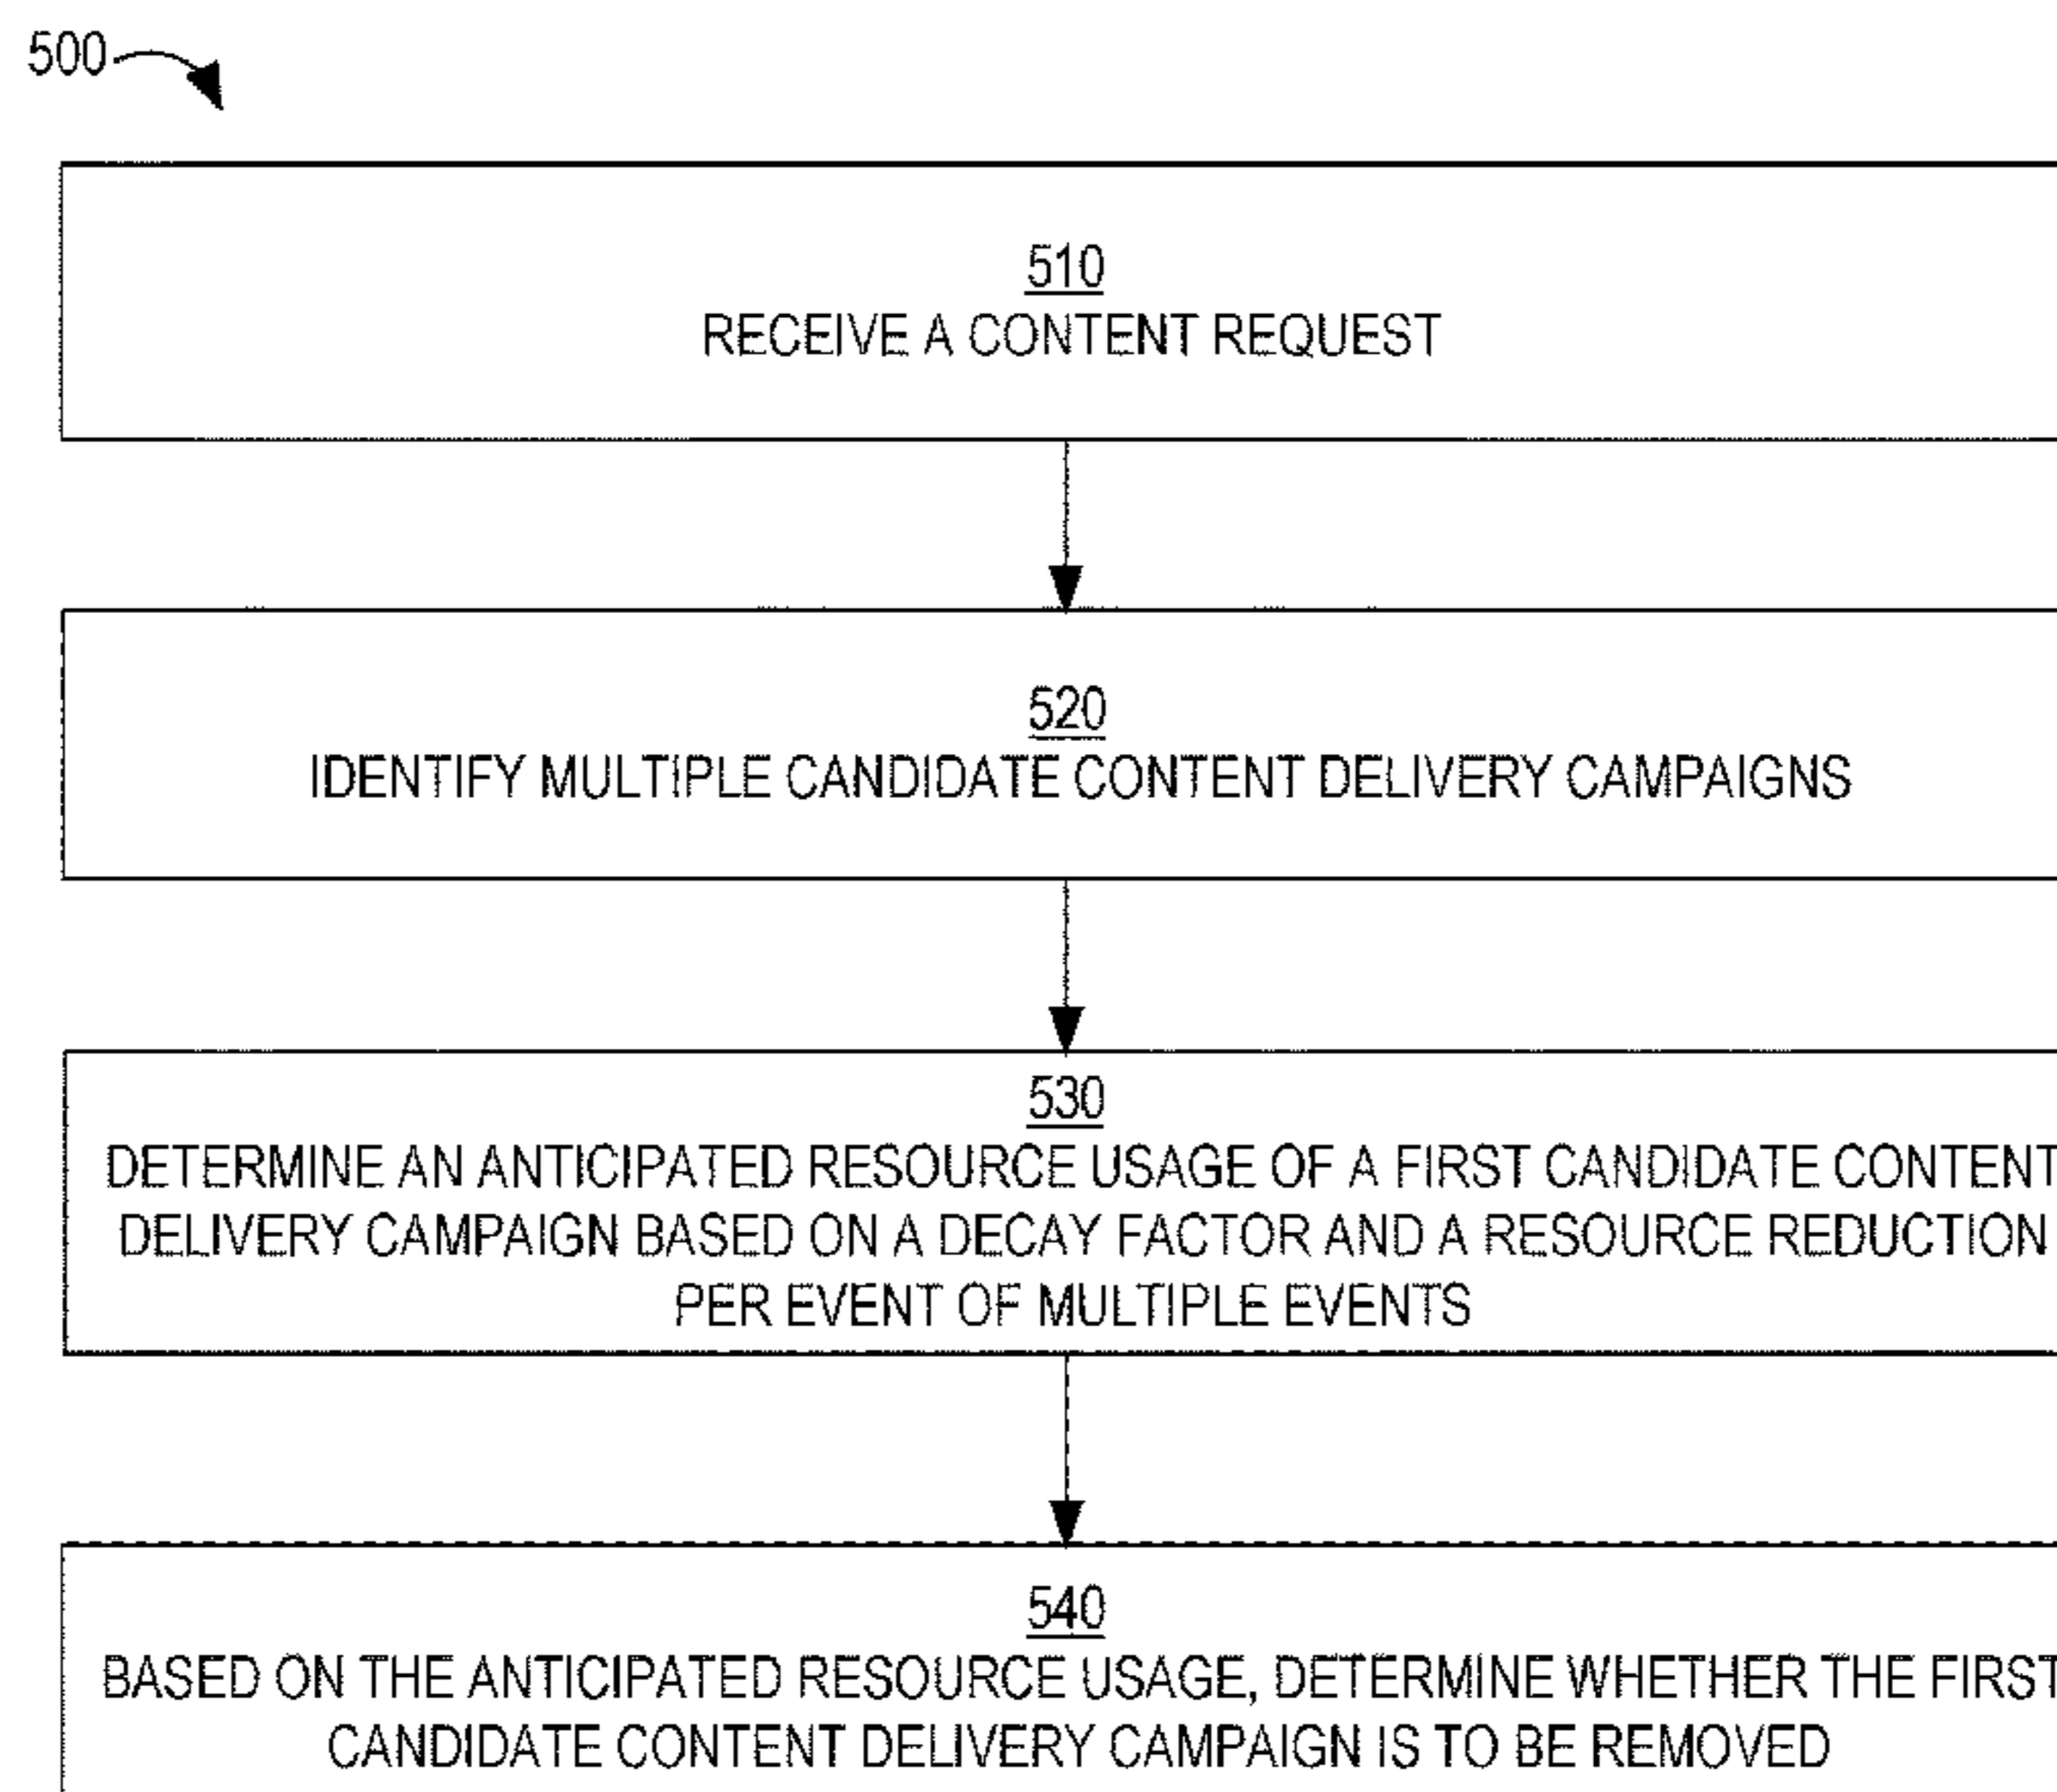 500
510
RECEIVE A CONTENT REQUEST
520
IDENTIFY MULTIPLE CANDIDATE CONTENT DELIVERY CAMPAIGNS
530
DETERMINE AN ANTICIPATED RESOURCE USAGE OF A FIRST CANDIDATE CONTENT
DELIVERY CAMPAIGN BASED ON A DECAY FACTOR AND A RESOURCE REDUCTION
PER EVENT OF MULTIPLE EVENTS
540
BASED ON THE ANTICIPATED RESOURCE USAGE, DETERMINE WHETHER THE FIRST
CANDIDATE CONTENT DELIVERY CAMPAIGN IS TO BE REMOVED